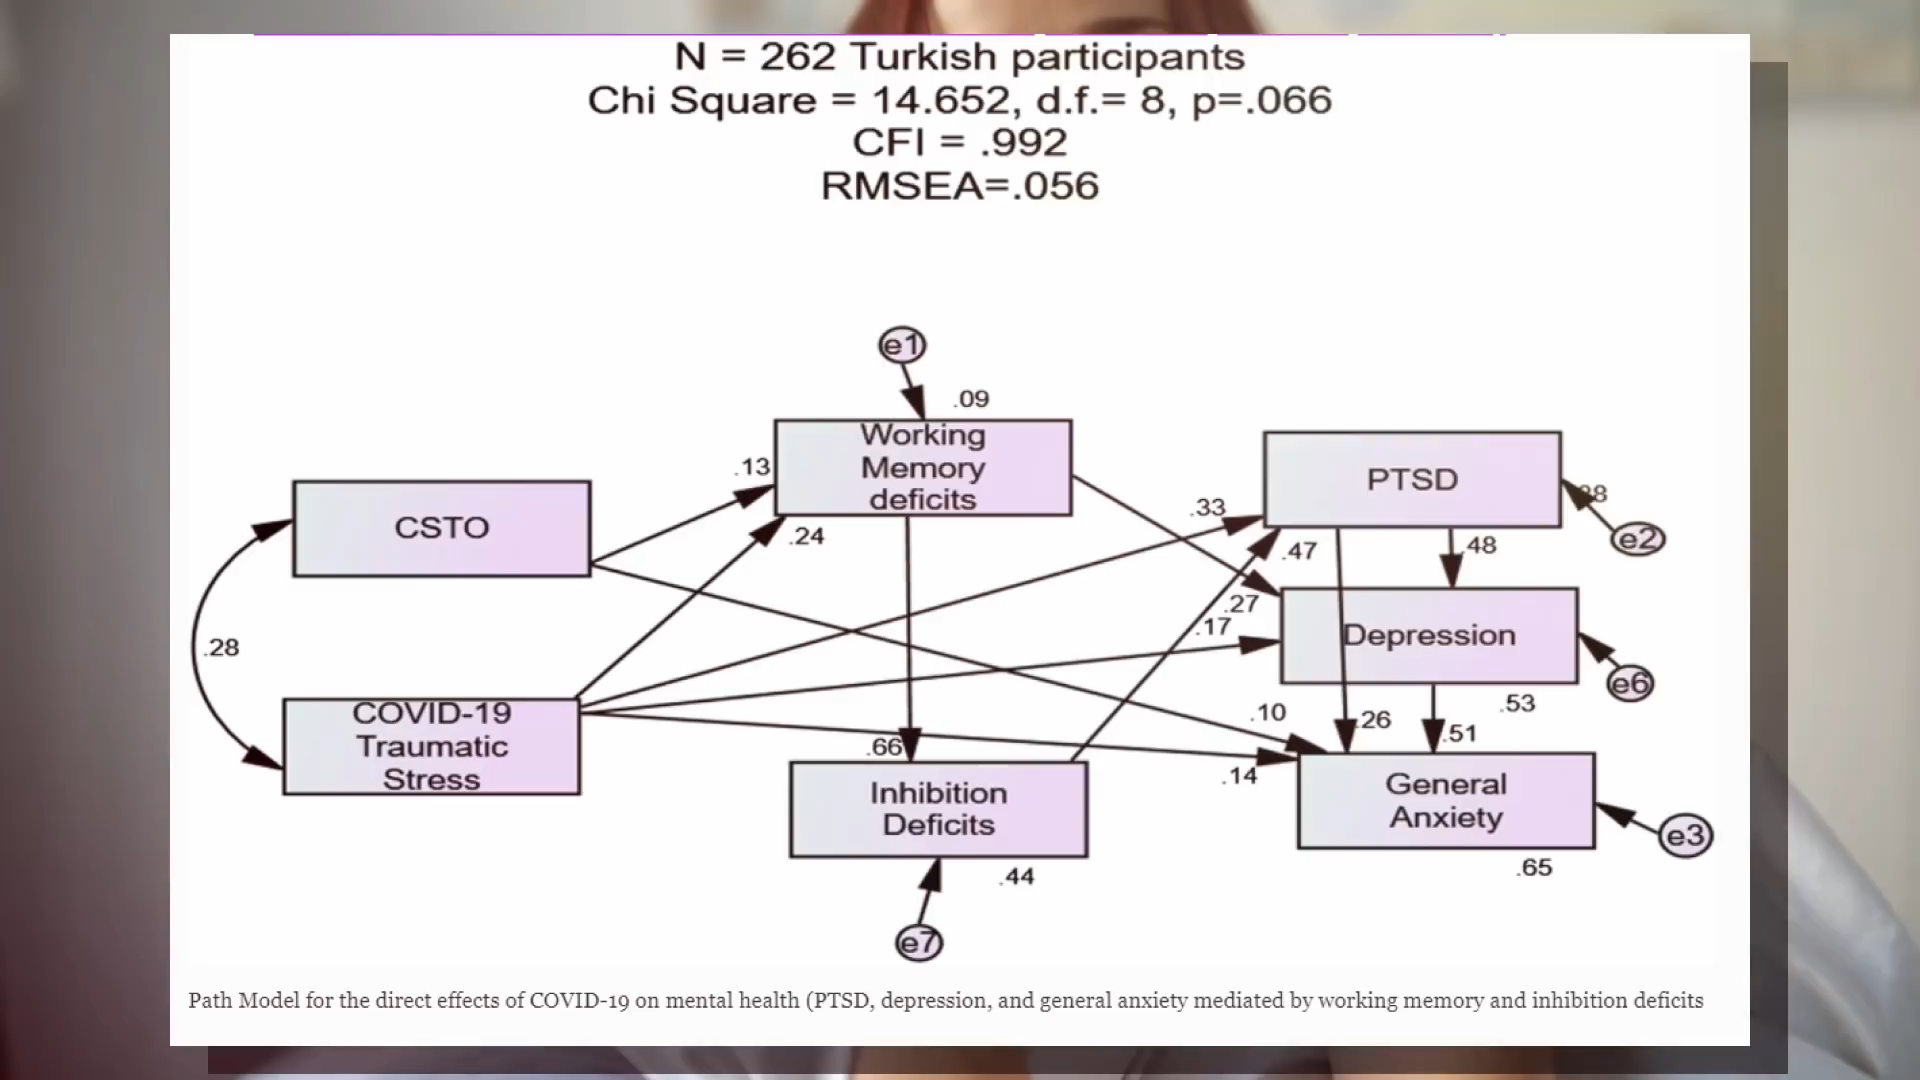 N = 262 Turkish participants
Chi Square = 14.652, d.f.= 8, p=.066
CFI = .992
RMSEA=.056
e1
.09
Working
Memory
deficits
.13
.24
CSTO
.28
COVID-19
Traumatic
Stress
.66
Inhibition
Deficits
.44
e7
.33
PTSD
e2
.47
.48
.27
.17
Depression
e6
.53
.10
.26
.51
.14
General
Anxiety
e3
.65
Path Model for the direct effects of COVID-19 on mental health (PTSD, depression, and general anxiety mediated by working memory and inhibition deficits